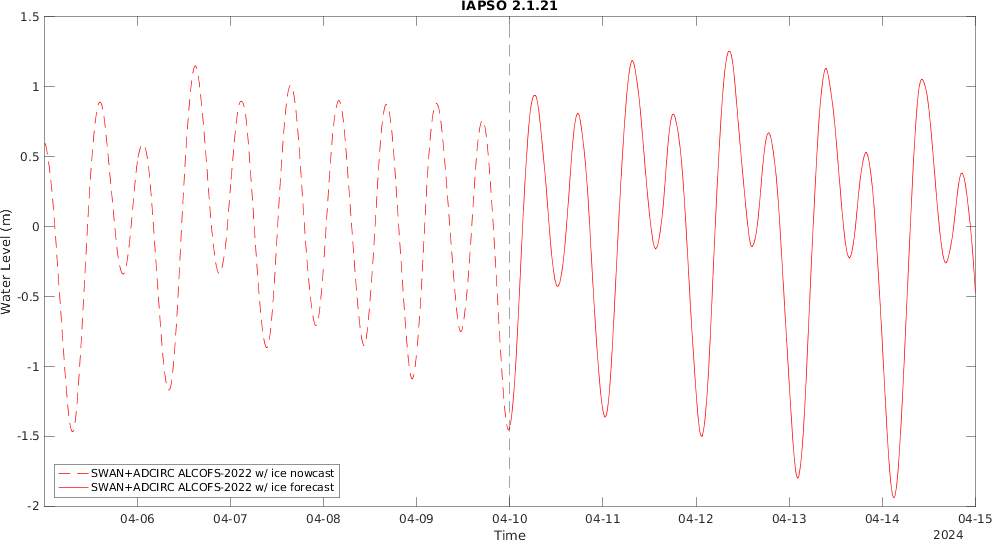 IAPSO 2.1.21
1.5
1
0.5
0
-0.5
-1
-1.5
-2
Water Level (m)
SWAN+ADCIRC ALCOFS-2022 w/ ice nowcast
SWAN+ADCIRC ALCOFS-2022 w/ ice forecast
04-06 04-07 04-08 04-09 04-10 04-11 04-12 04-13 04-14 04-15
Time
2024